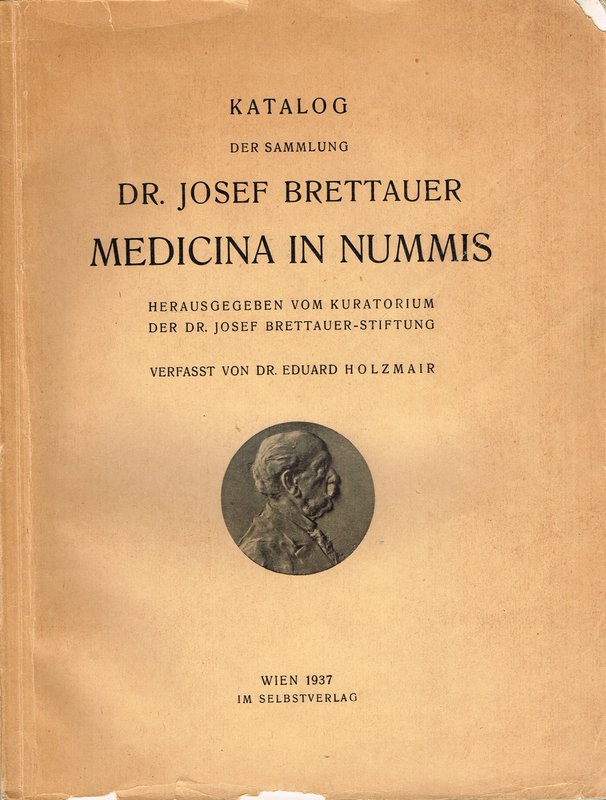 KATALOG
DER SAMMLUNG
DR. JOSEF BRETTAUER
MEDICINA IN NUMMIS
HERAUSGEGEBEN VOM KURATORIUM
DER DR. JOSEF BRETTAUER-STIFTUNG
VERFASST VON DR. EDUARD HOLZMAIR
WIEN 1937
IM SELBSTVERLAG